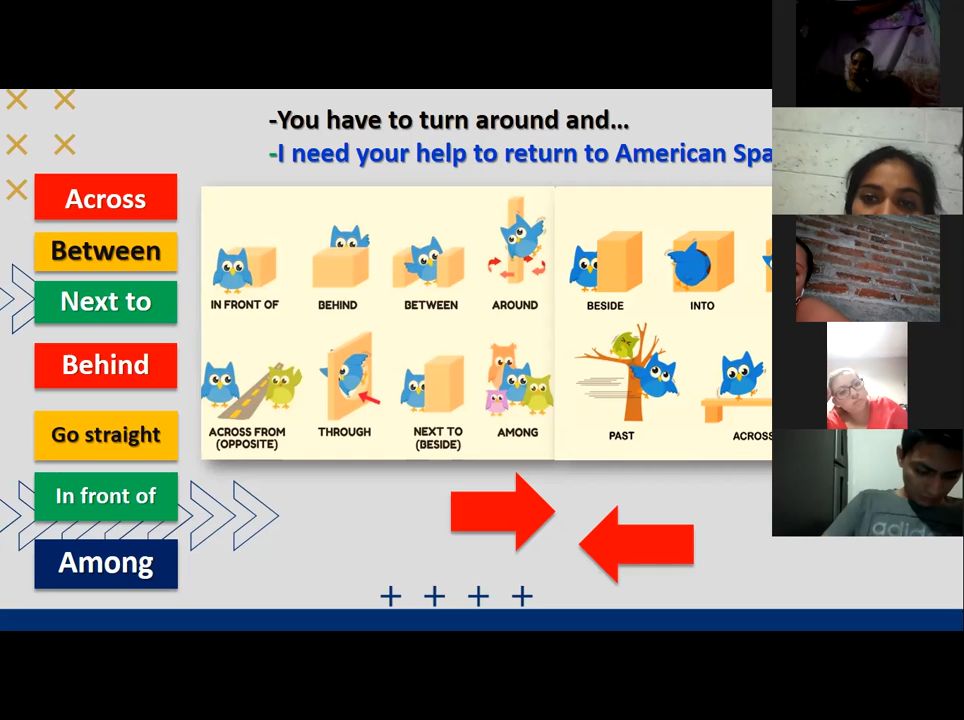 -You have to turn around and...
-I need your help to return to American Spa
Across
Between
Next to
Behind
Go straight
In front of
Among
IN FRONT OF
BEHIND
BETWEEN
AROUND
BESIDE
INTO
ACROSS FROM
(OPPOSITE)
THROUGH
NEXT TO
(BESIDE)
AMONG
PAST
ACROS
adid